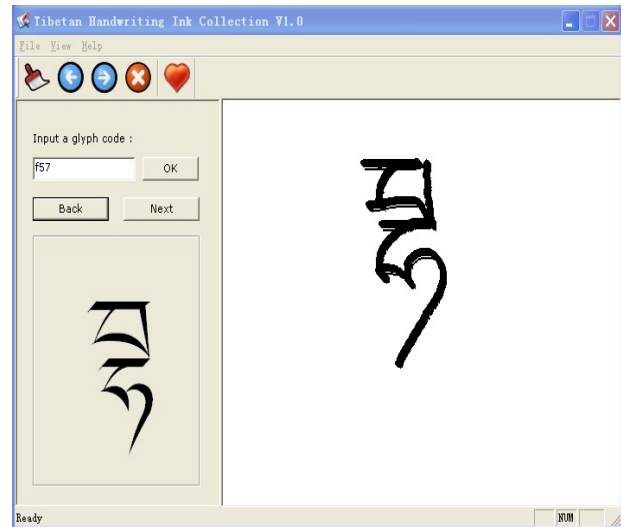 Tibetan Handwriting Ink Collection V1.0
File View Help
Input a glyph code :
f57 OK
Back Next
བྷ
བྷ
Ready NUM